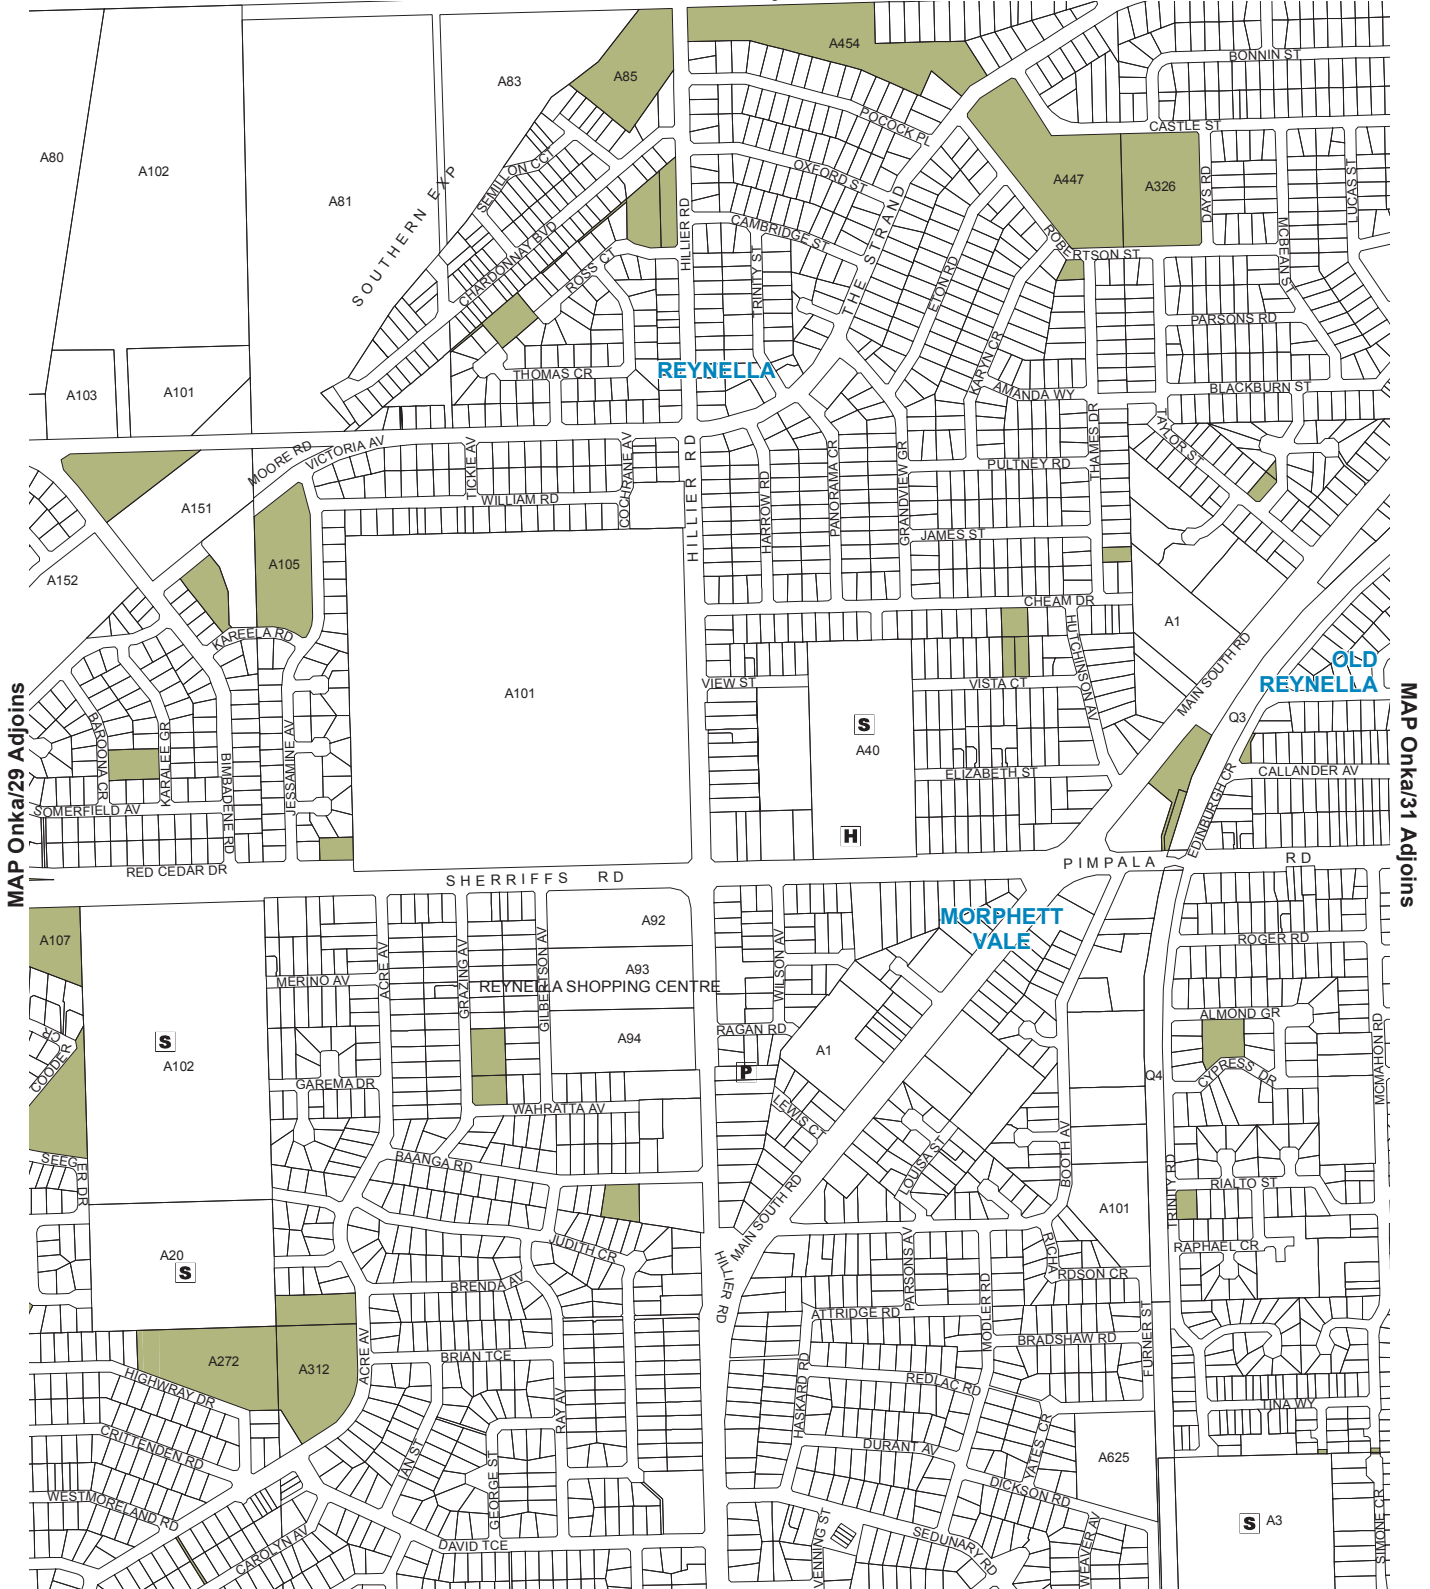 A454
BONNIN ST
A85
A83
POCOCK PL
CASTLE ST
A80
A102
A81
SEMILLON CCT
OXFORD ST
A447
A326
DAYS RD
LUCAS ST
SOUTHERN EXP
CHARDONNAY BVD
ROSS CT
HILLIER RD
CAMBRIDGE ST
TRINITY ST
THE STRAND
ETON RD
ROBERTSON ST
MCBEAN ST
PARSONS RD
REYNELLA
THOMAS CR
KARYN CR
AMANDA WY
BLACKBURN ST
A103
A101
MOORE RD
VICTORIA AV
TICKIE AV
COCHRANE AV
WILLIAM RD
HILLIER RD
HARROW RD
PANORAMA CR
GRANDVIEW GR
PULTNEY RD
THAMES DR
TAYLOR ST
JAMES ST
A151
A105
A152
CHEAM DR
HUTCHINSON AV
A1
KAREELA RD
MAIN SOUTH RD
OLD
REYNELLA
MAP Onka/29 Adjoins
MAP Onka/31 Adjoins
VIEW ST
VISTA CT
A101
S
A40
Q3
BAROONA CR
KARALEE GR
BIMBADENE RD
JESSAMINE AV
ELIZABETH ST
CALLANDER AV
EDINBURGH CR
SOMERFIELD AV
H
RED CEDAR DR
SHERRIFFS RD
PIMPALA RD
MORPHETT
VALE
A107
A92
ACRE AV
GRAZING AV
GILBERTSON AV
WILSON AV
ROGER RD
MERINO AV
A93
REYNELLA SHOPPING CENTRE
S
A102
COODER CR
A94
RAGAN RD
A1
P
ALMOND GR
CYPRESS DR
MCMAHON RD
Q4
GAREMA DR
WAHRATTA AV
LEWIS CT
LOUISA ST
BOOTH AV
BAANGA RD
SEEGER DR
MAIN SOUTH RD
A101
TRINITY RD
RIALTO ST
A20
S
JUDITH CR
HILLIER RD
PARSONS AV
RICHARDSON CR
RAPHAEL CR
BRENDA AV
ATTRIDGE RD
MODLER RD
BRADSHAW RD
FURNER ST
A272
A312
ACRE AV
BRIAN TCE
HIGHWRAY DR
HASKARD RD
REDLAC RD
TINA WY
CRITTENDEN RD
IAN ST
RAY AV
DURANT AV
YATES CR
A625
GEORGE ST
WESTMORELAND RD
DICKSON RD
CAROLYN AV
DAVID TCE
VENNING ST
SEDUNARY RD
WEAVER AV
S
A3
SIMONE CR